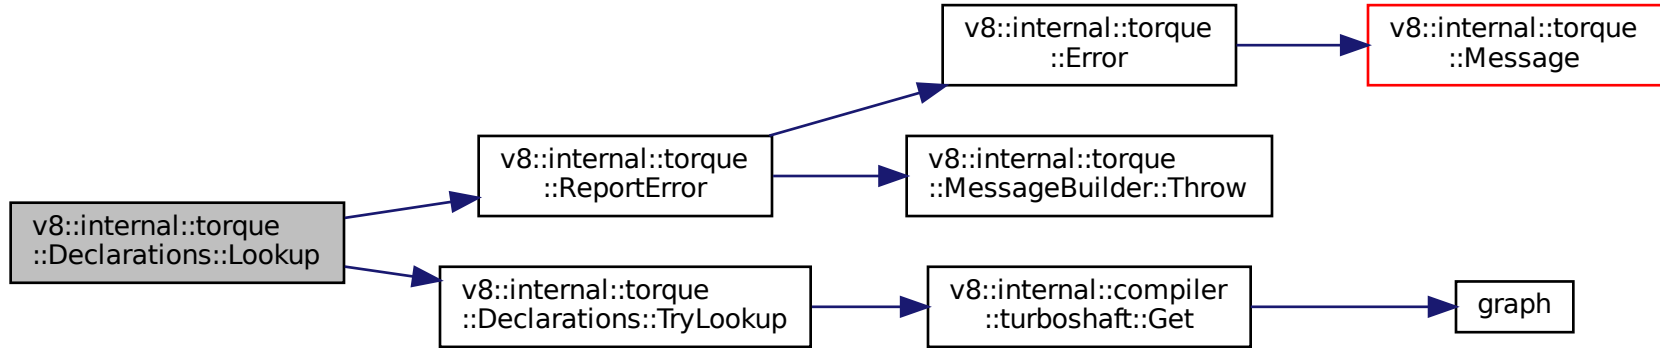 v8::internal::torque
::Declarations::Lookup
v8::internal::torque
::ReportError
v8::internal::torque
::Error
v8::internal::torque
::Message
v8::internal::torque
::MessageBuilder::Throw
v8::internal::torque
::Declarations::TryLookup
v8::internal::compiler
::turboshaft::Get
graph